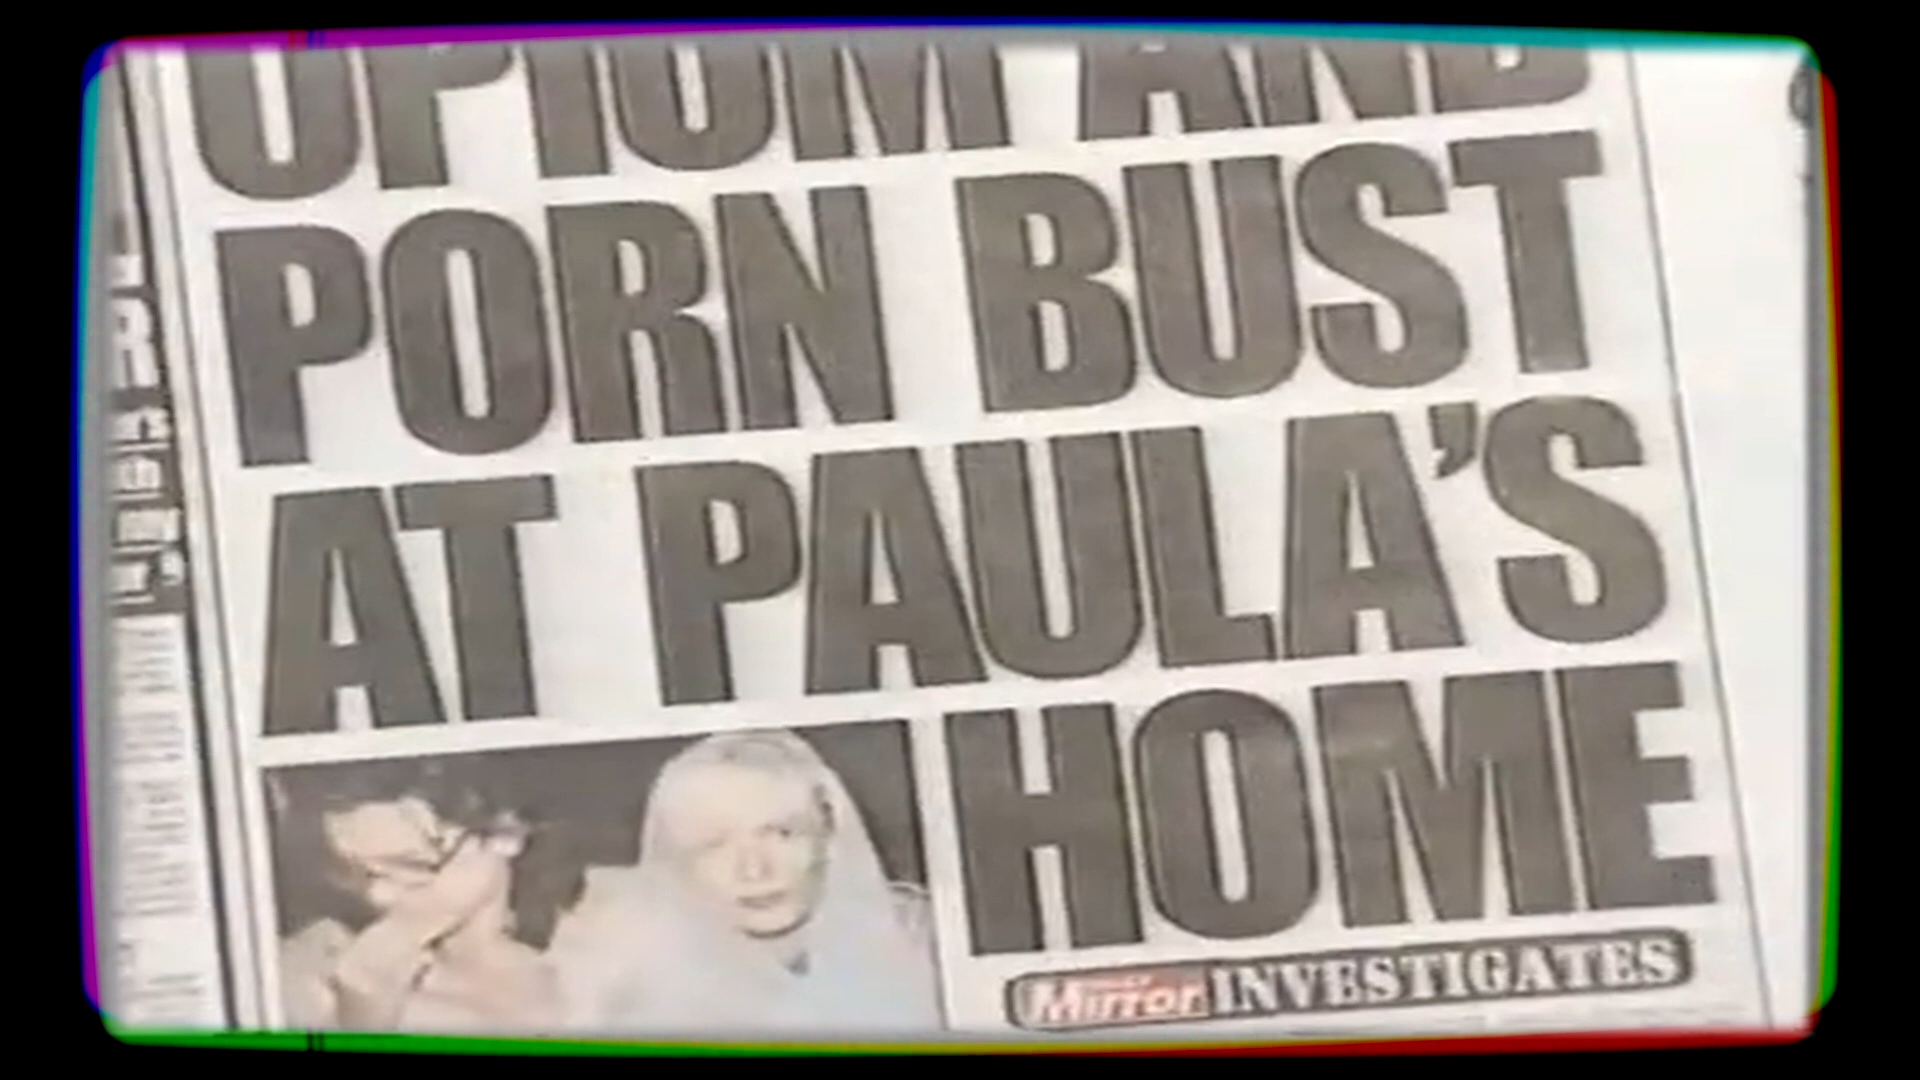 OPIUM AND
PORN BUST
AT PAULA'S
HOME
Mirror INVESTIGATES